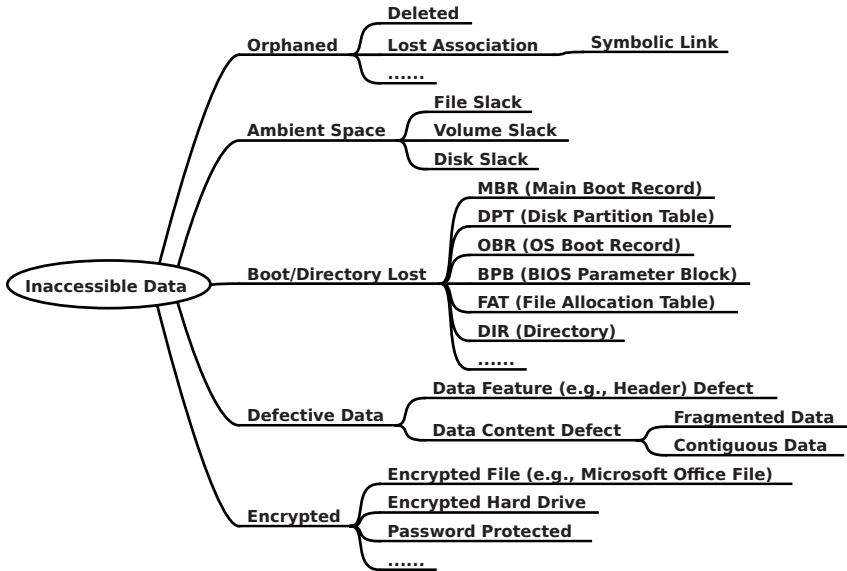 Deleted
Orphaned
Lost Association
Symbolic Link
......
File Slack
Ambient Space
Volume Slack
Disk Slack
MBR (Main Boot Record)
DPT (Disk Partition Table)
OBR (OS Boot Record)
Inaccessible Data
Boot/Directory Lost
BPB (BIOS Parameter Block)
FAT (File Allocation Table)
DIR (Directory)
......
Data Feature (e.g., Header) Defect
Defective Data
Data Content Defect
Fragmented Data
Contiguous Data
Encrypted File (e.g., Microsoft Office File)
Encrypted Hard Drive
Encrypted
Password Protected
......